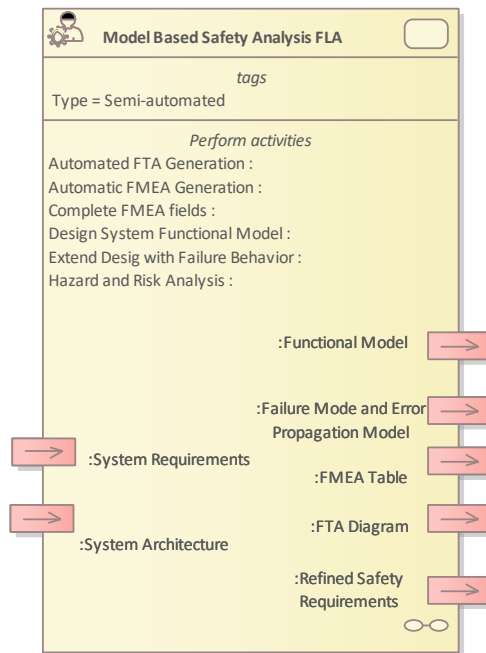 Model Based Safety Analysis FLA
tags
Type = Semi-automated
Perform activities
Automated FTA Generation :
Automatic FMEA Generation :
Complete FMEA fields :
Design System Functional Model :
Extend Desig with Failure Behavior :
Hazard and Risk Analysis :
:Functional Model
:Failure Mode and Error
Propagation Model
:System Requirements
:FMEA Table
:FTA Diagram
:System Architecture
:Refined Safety
Requirements